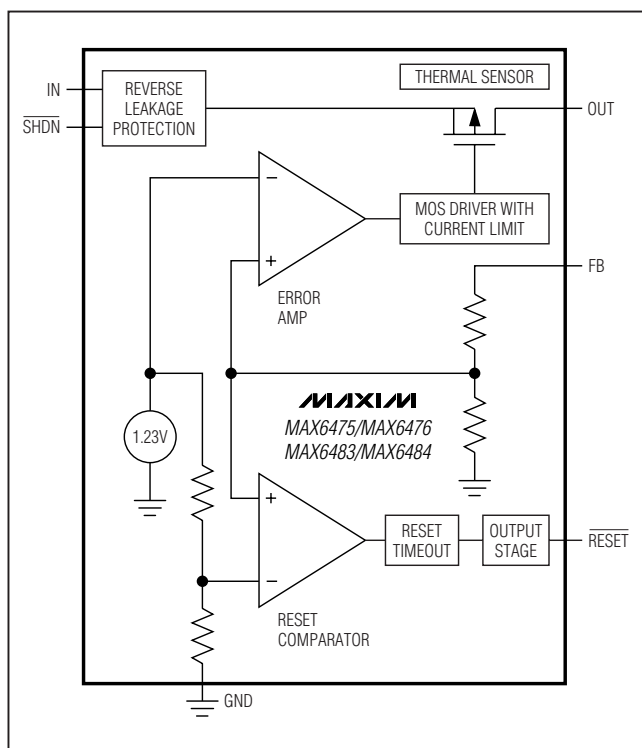 IN
SHDN
REVERSE
LEAKAGE
PROTECTION
THERMAL SENSOR
OUT
−
+
ERROR
AMP
MOS DRIVER WITH
CURRENT LIMIT
FB
1.23V
MAXIM
MAX6475/MAX6476
MAX6483/MAX6484
+
−
RESET
COMPARATOR
RESET
TIMEOUT
OUTPUT
STAGE
RESET
GND